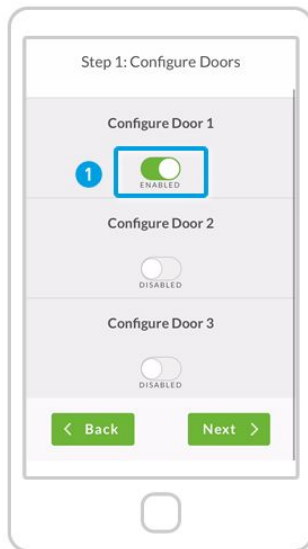 Step 1: Configure Doors
Configure Door 1
1
ENABLED
Configure Door 2
DISABLED
Configure Door 3
DISABLED
< Back
Next >